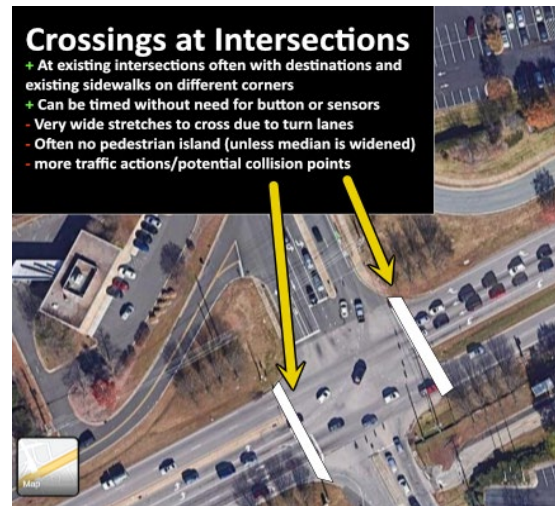 Crossings at Intersections
+ At existing intersections often with destinations and
existing sidewalks on different corners
+ Can be timed without need for button or sensors
- Very wide stretches to cross due to turn lanes
- Often no pedestrian island (unless median is widened)
- more traffic actions/potential collision points
Map